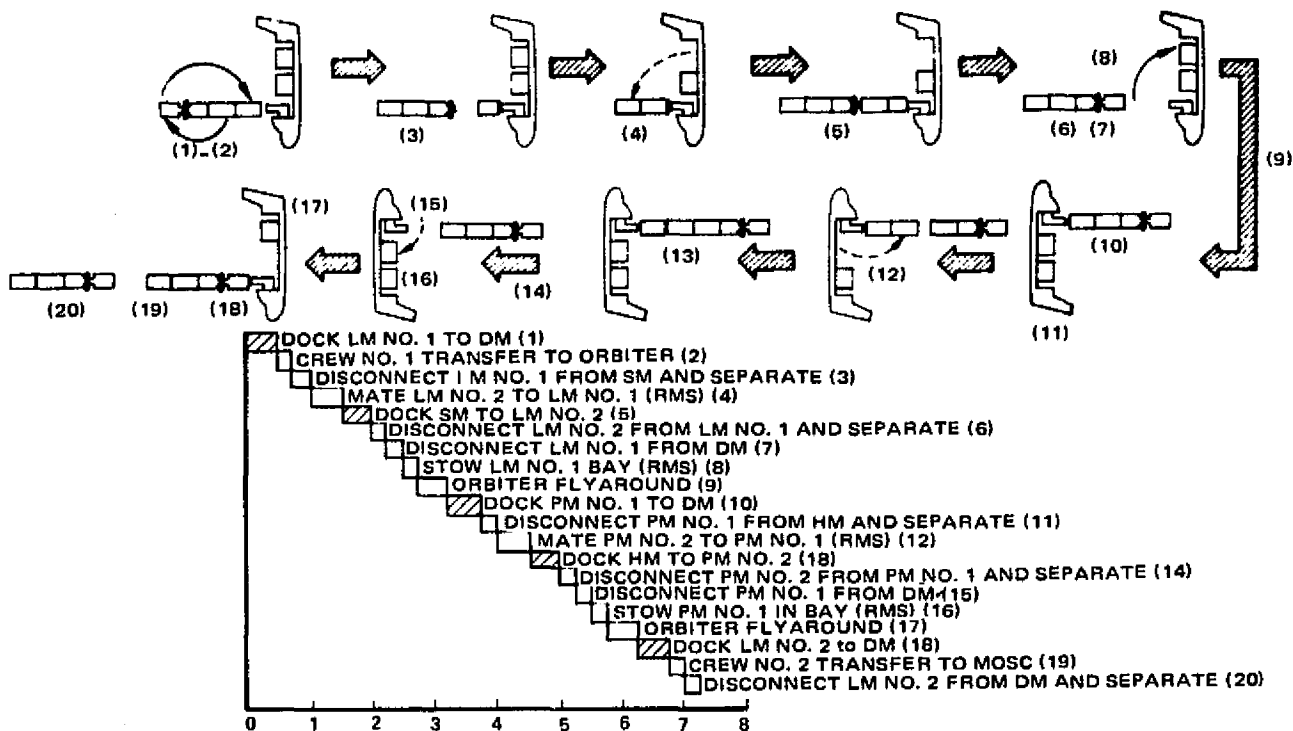 (1)-(2)
(3)
(4)
(5)
(6)
(7)
(8)
(9)
(17)
(15)
(16)
(14)
(13)
(12)
(10)
(11)
(20)
(19)
(18)
DOCK LM NO. 1 TO DM (1)
CREW NO. 1 TRANSFER TO ORBITER (2)
DISCONNECT I M NO. 1 FROM SM AND SEPARATE (3)
MATE LM NO. 2 TO LM NO. 1 (RMS) (4)
DOCK SM TO LM NO. 2 (5)
DISCONNECT LM NO. 2 FROM LM NO. 1 AND SEPARATE (6)
DISCONNECT LM NO. 1 FROM DM (7)
STOW LM NO. 1 BAY (RMS) (8)
ORBITER FLYAROUND (9)
DOCK PM NO. 1 TO DM (10)
DISCONNECT PM NO. 1 FROM HM AND SEPARATE (11)
MATE PM NO. 2 TO PM NO. 1 (RMS) (12)
DOCK HM TO PM NO. 2 (18)
DISCONNECT PM NO. 2 FROM PM NO. 1 AND SEPARATE (14)
DISCONNECT PM NO. 1 FROM DM (15)
STOW PM NO. 1 IN BAY (RMS) (16)
ORBITER FLYAROUND (17)
DOCK LM NO. 2 to DM (18)
CREW NO. 2 TRANSFER TO MOSC (19)
DISCONNECT LM NO. 2 FROM DM AND SEPARATE (20)
0 1 2 3 4 5 6 7 8